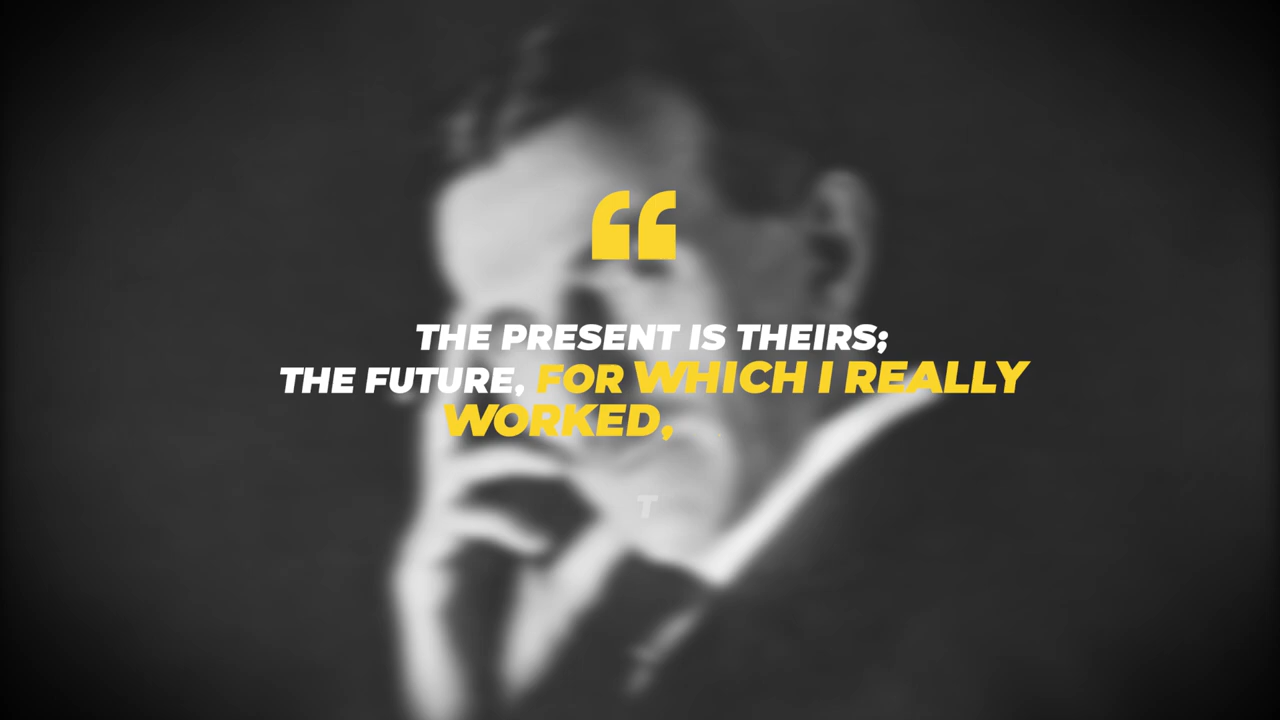 “
THE PRESENT IS THEIRS;
THE FUTURE, FOR WHICH I REALLY
WORKED,
T